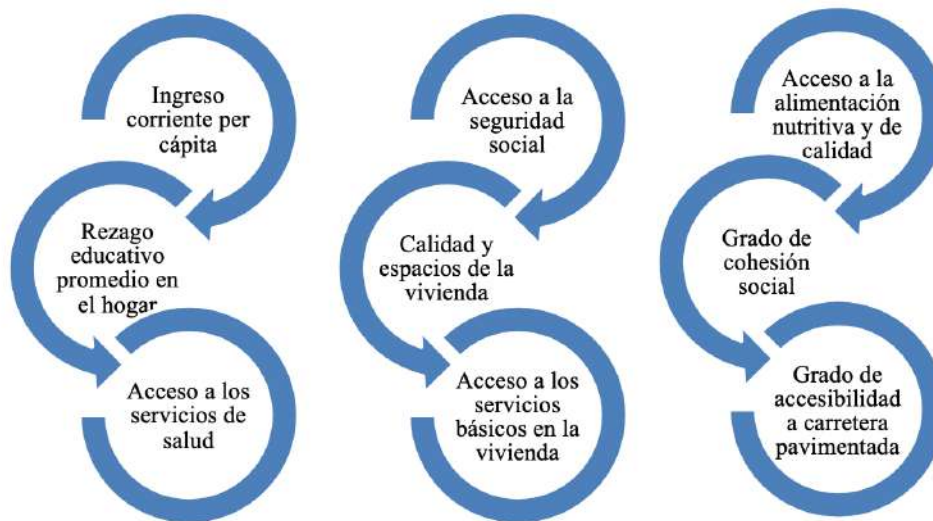 Ingreso
corriente per
cápita
Rezago
educativo
promedio en
el hogar
Acceso a los
servicios de
salud
Acceso a la
seguridad
social
Calidad y
espacios de la
vivienda
Acceso a los
servicios
básicos en la
vivienda
Acceso a la
alimentación
nutritiva y de
calidad
Grado de
cohesión
social
Grado de
accesibilidad
a carretera
pavimentada